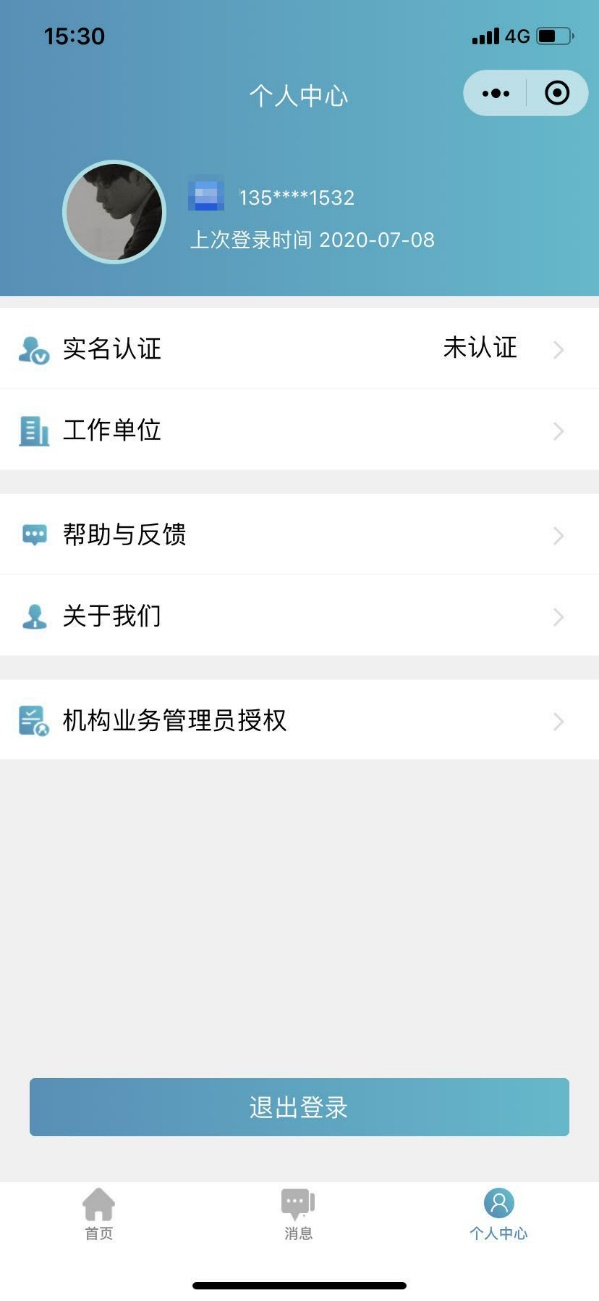 15:30
4G
个人中心
135****1532
上次登录时间 2020-07-08
实名认证 未认证
工作单位
帮助与反馈
关于我们
机构业务管理员授权
退出登录
首页 消息 个人中心